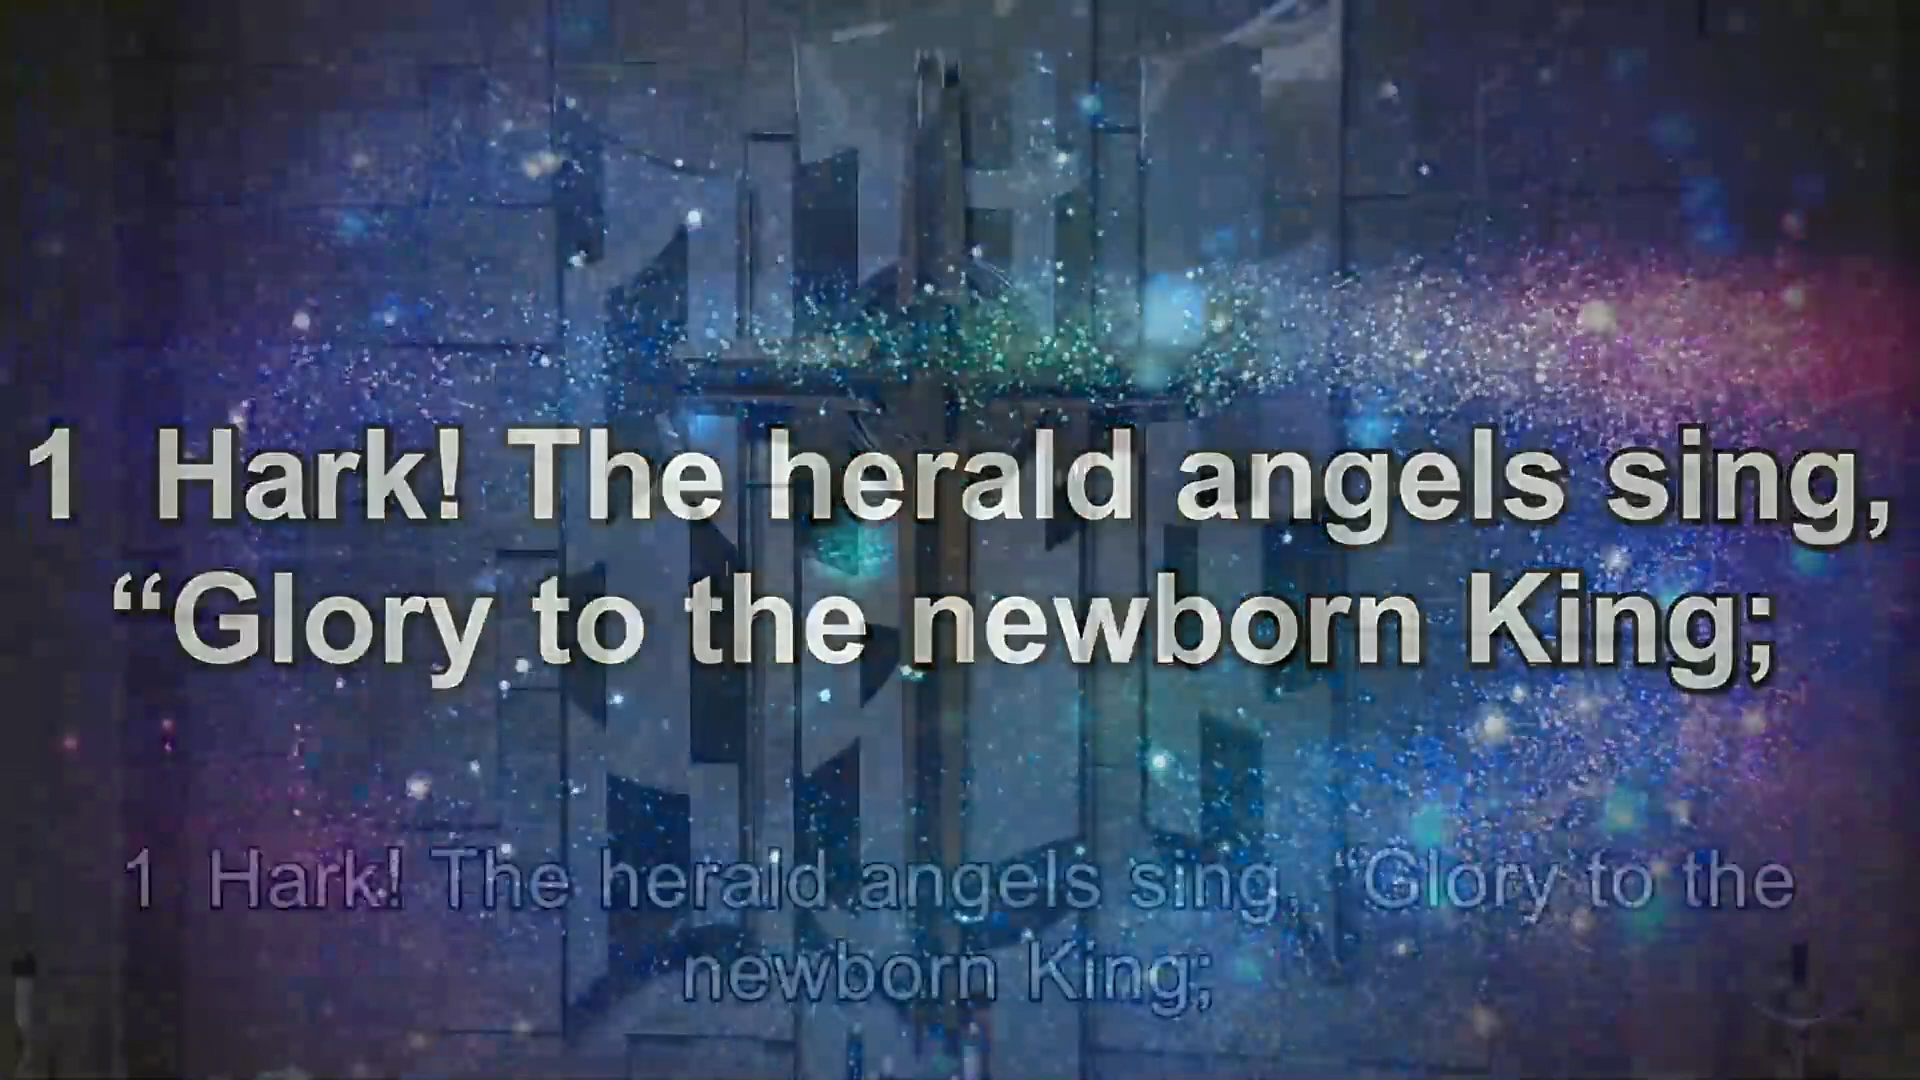 1 Hark! The herald angels sing,
“Glory to the newborn King;
1 Hark! The herald angels sing, “Glory to the
newborn King;